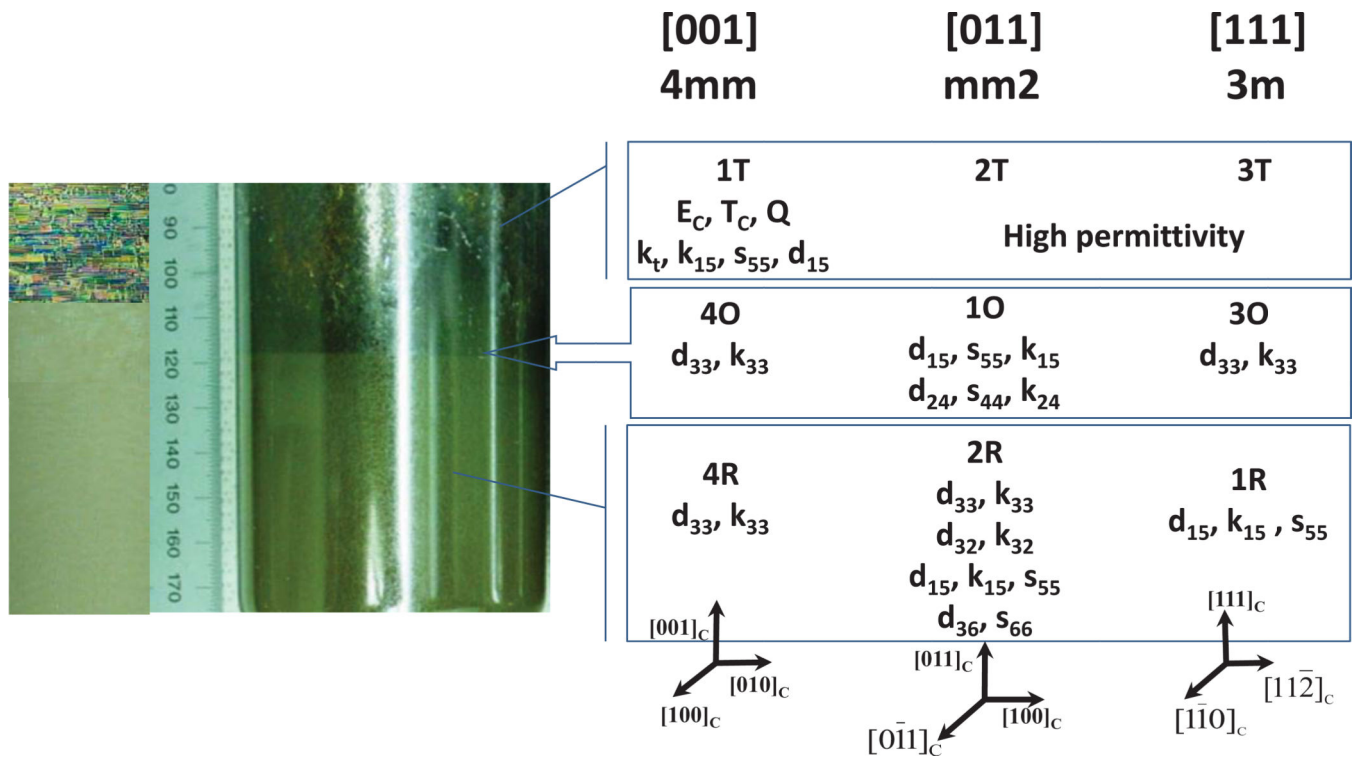 [001] [011] [111]
4mm mm2 3m
1T 2T 3T
E_C, T_C, Q
High permittivity
k_t, k_15, s_55, d_15
4O 1O 3O
d_33, k_33 d_15, s_55, k_15 d_33, k_33
d_24, s_44, k_24
4R 2R 1R
d_33, k_33 d_33, k_33 d_15, k_15 , s_55
d_32, k_32
d_15, k_15, s_55
d_36, s_66
[001]_C
[010]_C
[100]_C
[011]_C
[100]_C
[01̄1]_C
[111]_C
[112̄]_C
[11̄0]_C
0
90
100
110
120
130
140
150
160
170